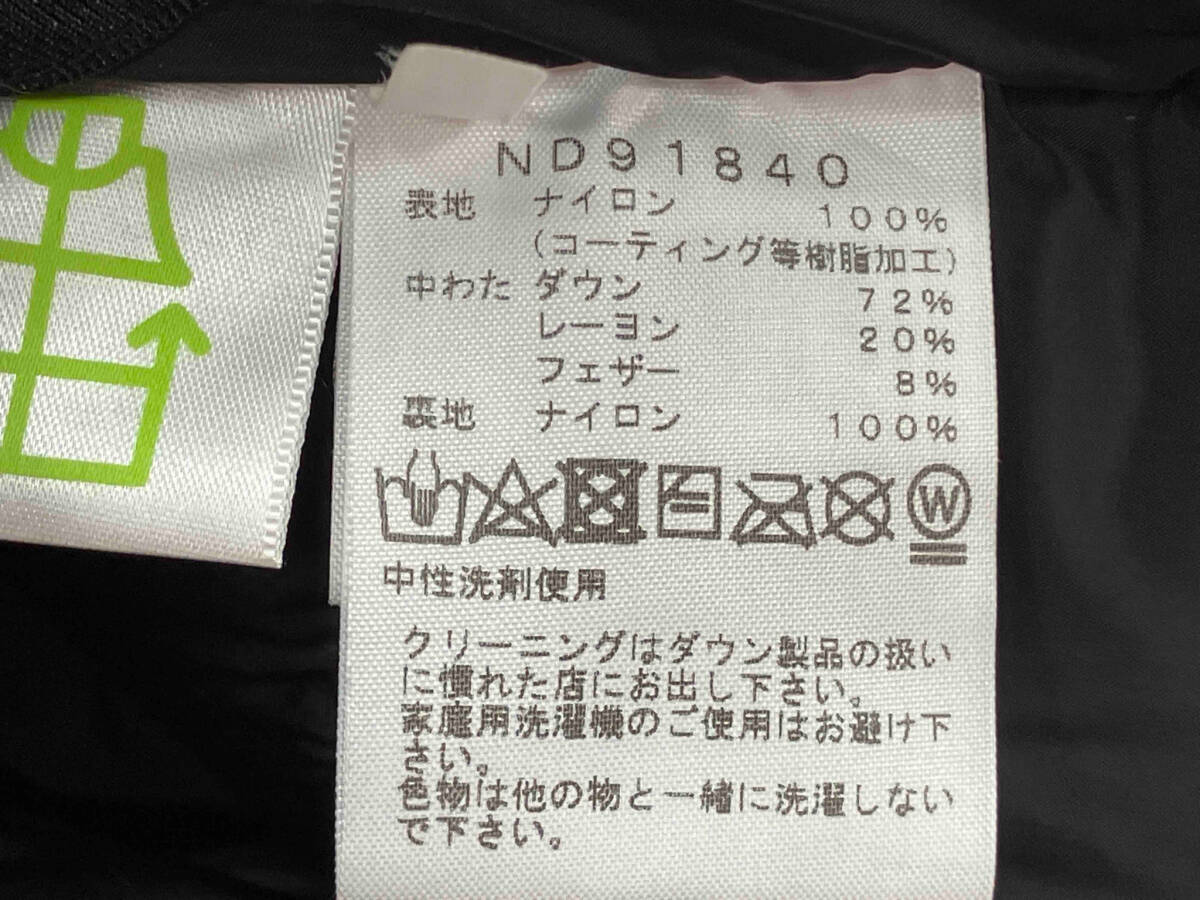 ND91840
表地 ナイロン 100%
(コーティング等樹脂加工)
中わた ダウン 72%
レーヨン 20%
フェザー 8%
裏地 ナイロン 100%
W
中性洗剤使用
クリーニングはダウン製品の扱い
に慣れた店にお出し下さい。
家庭用洗濯機のご使用はお避け下
さい。
色物は他の物と一緒に洗濯しない
で下さい。